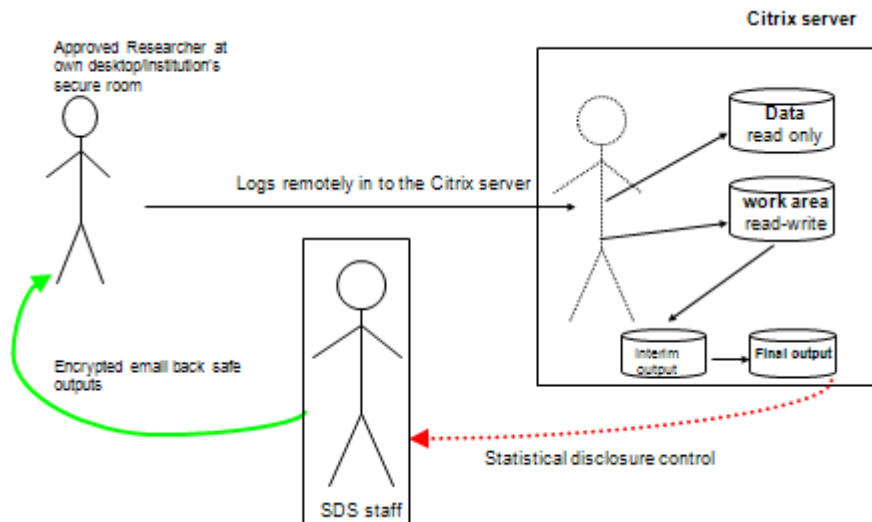 Citrix server
Approved Researcher at
own desktop/Institution's
secure room
Data
read only
Logs remotely in to the Citrix server
work area
read-write
Interim
output
Final output
Encrypted email back safe
outputs
Statistical disclosure control
SDS staff